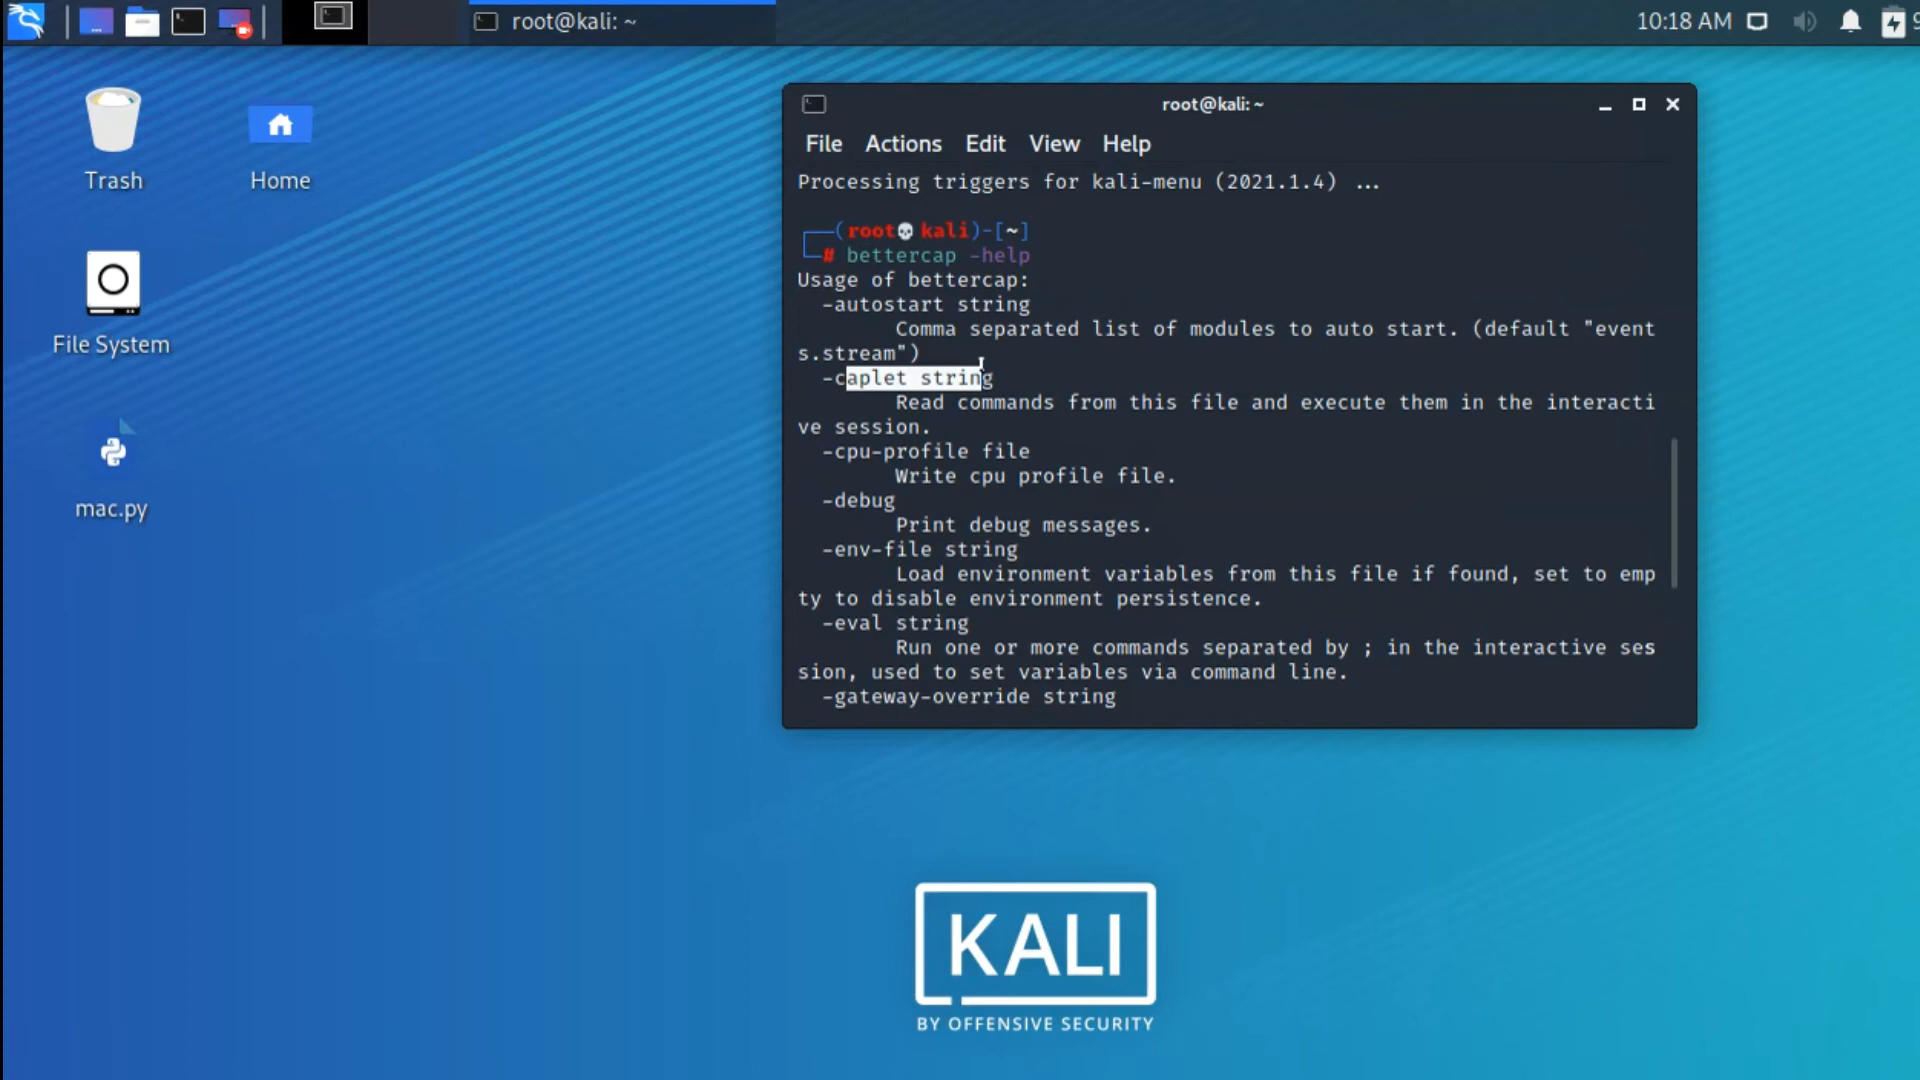 root@kali: ~
10:18 AM
9
Trash
Home
File System
mac.py
root@kali: ~
File Actions Edit View Help
Processing triggers for kali-menu (2021.1.4) ...
(root💀kali)-[~]
# bettercap -help
Usage of bettercap:
-autostart string
Comma separated list of modules to auto start. (default "event
s.stream")
-caplet string
Read commands from this file and execute them in the interacti
ve session.
-cpu-profile file
Write cpu profile file.
-debug
Print debug messages.
-env-file string
Load environment variables from this file if found, set to emp
ty to disable environment persistence.
-eval string
Run one or more commands separated by ; in the interactive ses
sion, used to set variables via command line.
-gateway-override string
KALI
BY OFFENSIVE SECURITY